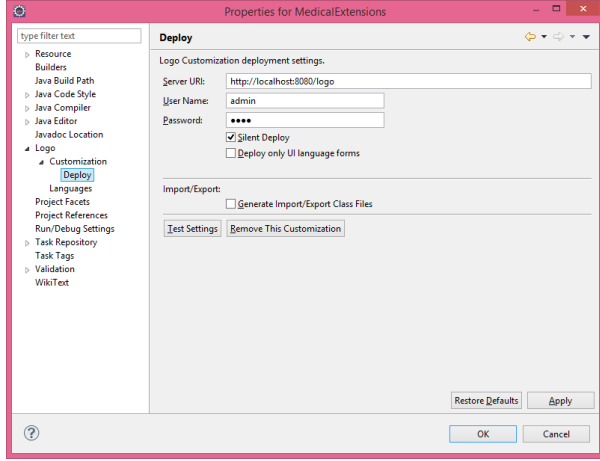 Properties for MedicalExtensions
type filter text
Resource
Builders
Java Build Path
Java Code Style
Java Compiler
Java Editor
Javadoc Location
Logo
Customization
Deploy
Languages
Project Facets
Project References
Run/Debug Settings
Task Repository
Task Tags
Validation
WikiText
Deploy
Logo Customization deployment settings.
Server URI: http://localhost:8080/logo
User Name: admin
Password: ●●●●
Silent Deploy
Deploy only UI language forms
Import/Export:
Generate Import/Export Class Files
Test Settings Remove This Customization
Restore Defaults Apply
? OK Cancel